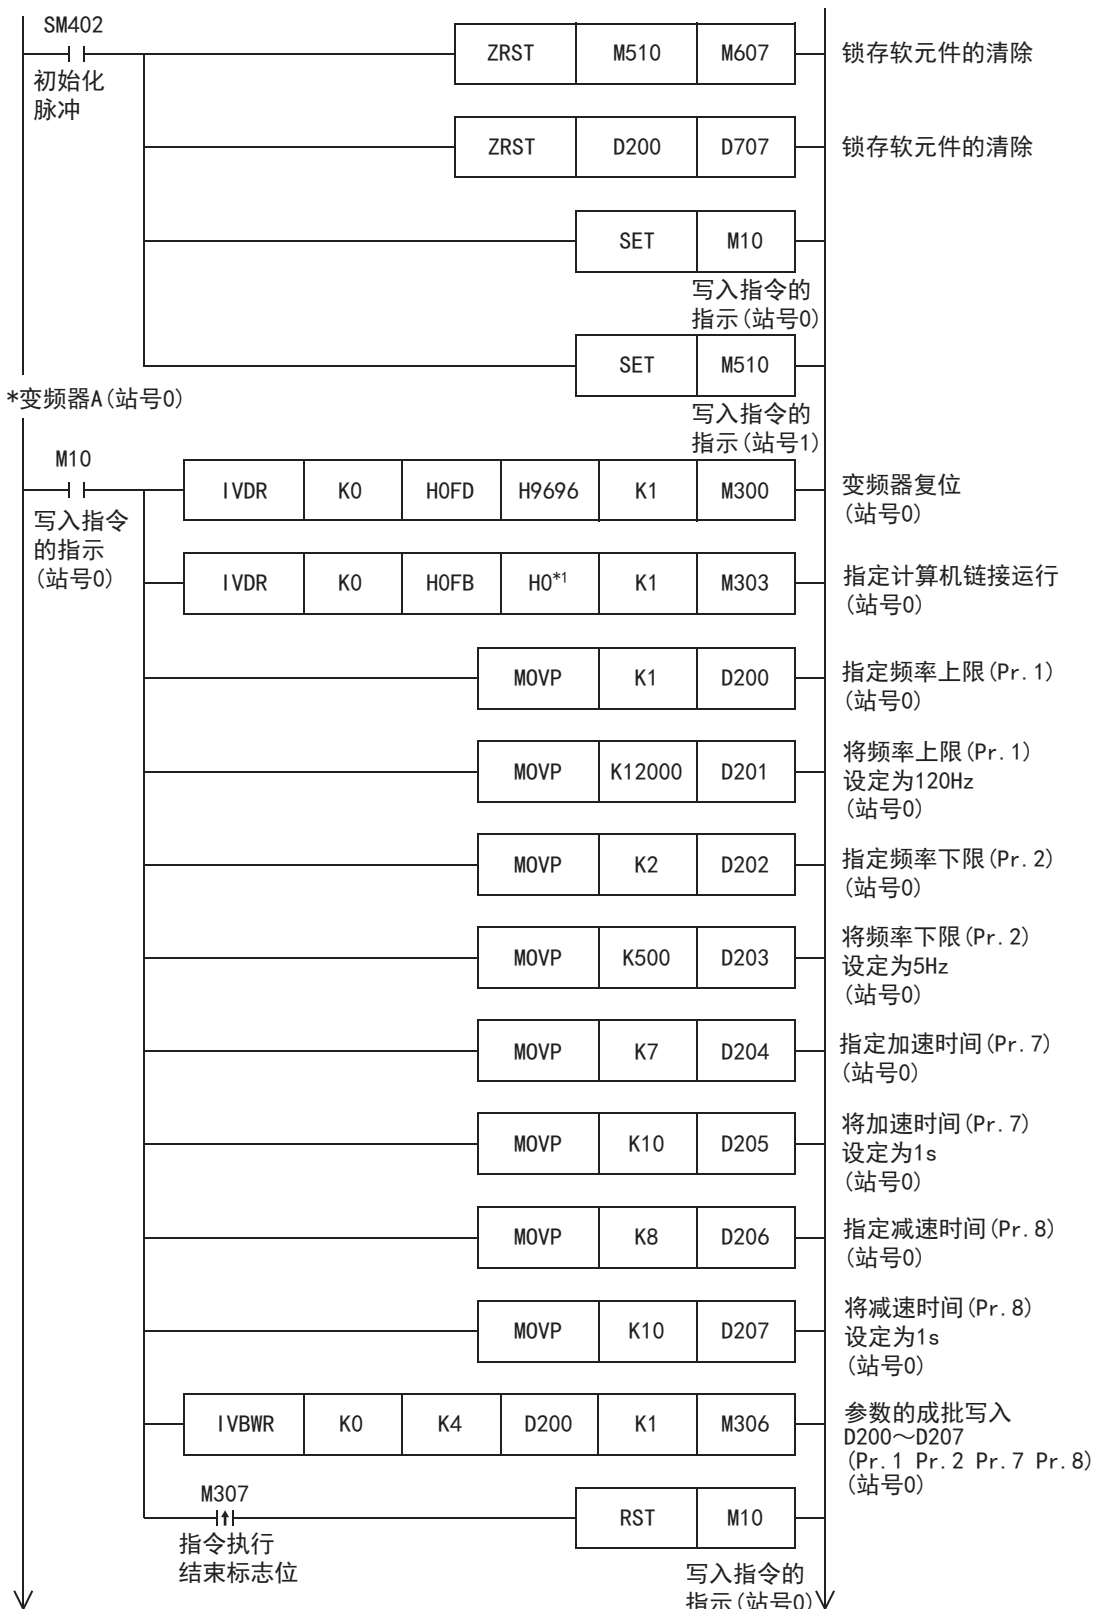 SM402
初始化
脉冲
ZRST M510 M607
锁存软元件的清除
ZRST D200 D707
锁存软元件的清除
SET M10
写入指令的
指示(站号0)
SET M510
写入指令的
指示(站号1)
*变频器A(站号0)
M10
写入指令
的指示
(站号0)
IVDR K0 H0FD H9696 K1 M300
变频器复位
(站号0)
IVDR K0 H0FB H0*1 K1 M303
指定计算机链接运行
(站号0)
MOVP K1 D200
指定频率上限(Pr.1)
(站号0)
MOVP K12000 D201
将频率上限(Pr.1)
设定为120Hz
(站号0)
MOVP K2 D202
指定频率下限(Pr.2)
(站号0)
MOVP K500 D203
将频率下限(Pr.2)
设定为5Hz
(站号0)
MOVP K7 D204
指定加速时间(Pr.7)
(站号0)
MOVP K10 D205
将加速时间(Pr.7)
设定为1s
(站号0)
MOVP K8 D206
指定减速时间(Pr.8)
(站号0)
MOVP K10 D207
将减速时间(Pr.8)
设定为1s
(站号0)
IVBWR K0 K4 D200 K1 M306
参数的成批写入
D200～D207
(Pr.1 Pr.2 Pr.7 Pr.8)
(站号0)
M307
指令执行
结束标志位
RST M10
写入指令的
指示(站号0)